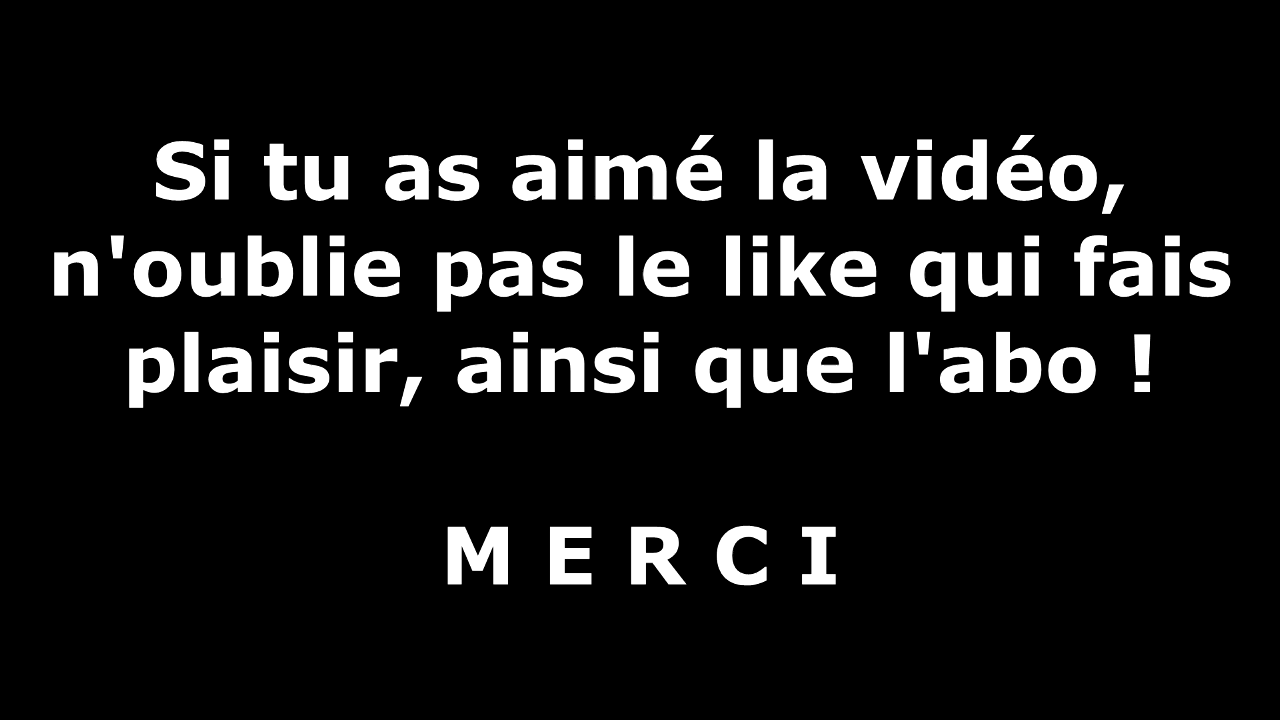 Si tu as aimé la vidéo,
n'oublie pas le like qui fais
plaisir, ainsi que l'abo !
M E R C I